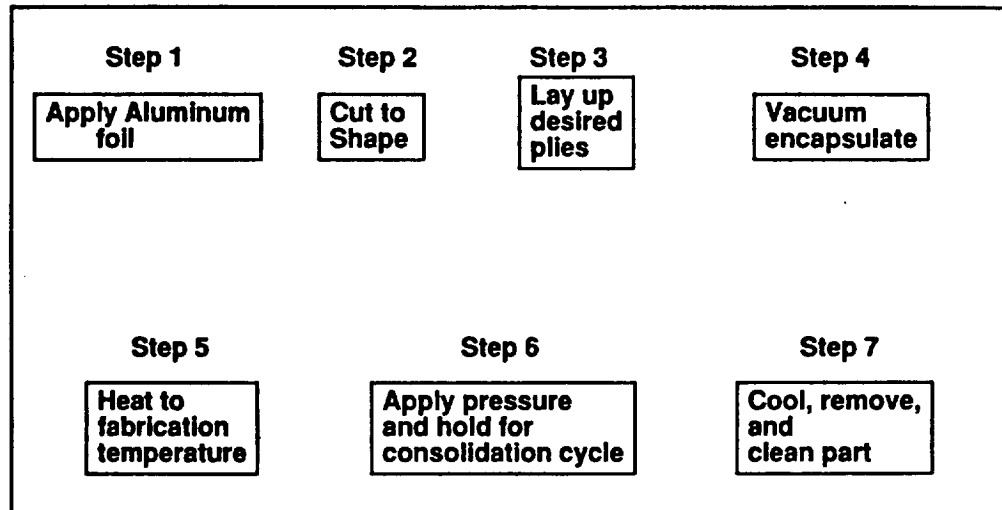 Step 1
Apply Aluminum
foil
Step 2
Cut to
Shape
Step 3
Lay up
desired
plies
Step 4
Vacuum
encapsulate
Step 5
Heat to
fabrication
temperature
Step 6
Apply pressure
and hold for
consolidation cycle
Step 7
Cool, remove,
and
clean part